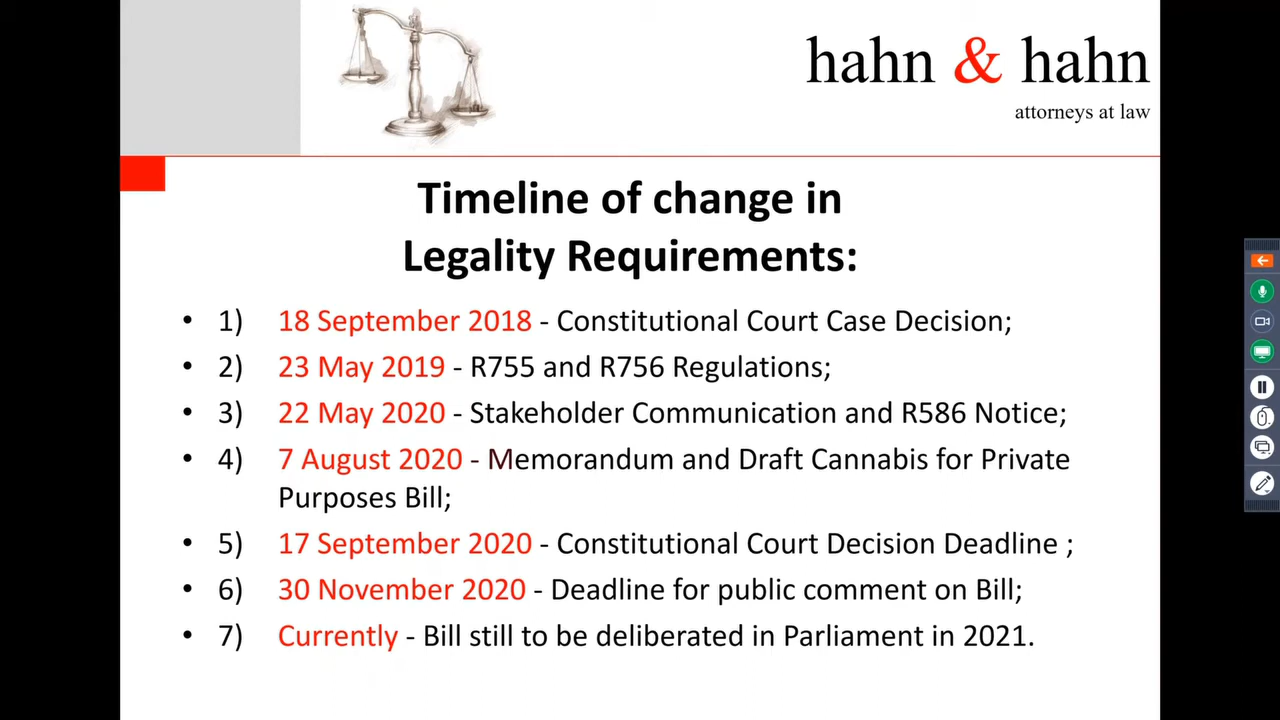 hahn & hahn
attorneys at law
Timeline of change in
Legality Requirements:
• 1) 18 September 2018 - Constitutional Court Case Decision;
• 2) 23 May 2019 - R755 and R756 Regulations;
• 3) 22 May 2020 - Stakeholder Communication and R586 Notice;
• 4) 7 August 2020 - Memorandum and Draft Cannabis for Private
Purposes Bill;
• 5) 17 September 2020 - Constitutional Court Decision Deadline ;
• 6) 30 November 2020 - Deadline for public comment on Bill;
• 7) Currently - Bill still to be deliberated in Parliament in 2021.